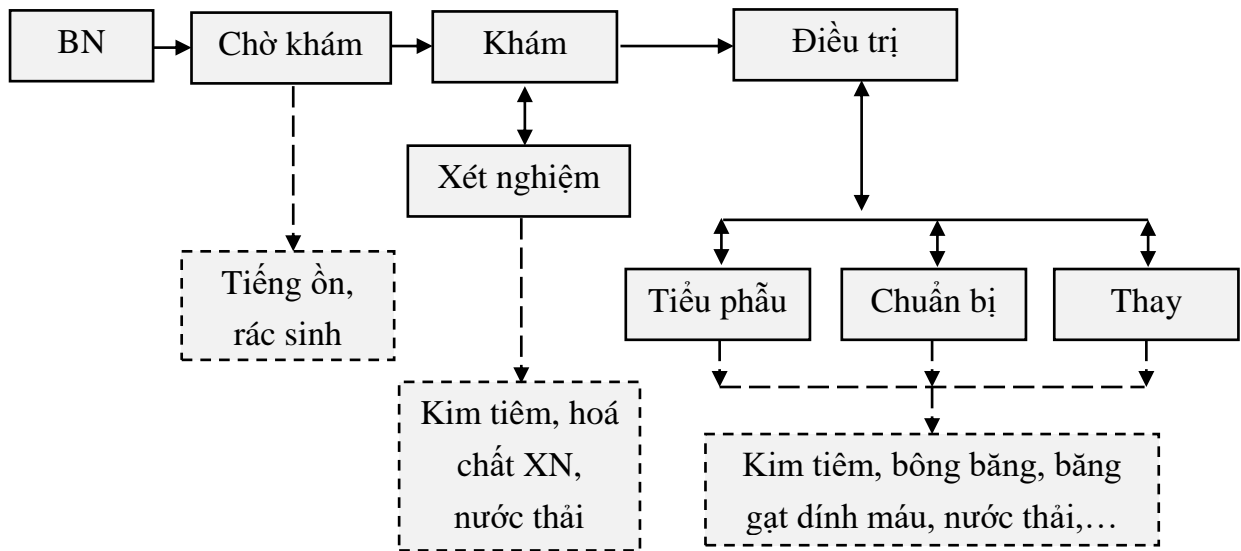 BN
Chờ khám
Khám
Điều trị
Xét nghiệm
Tiếng ồn,
rác sinh
Tiểu phẫu
Chuẩn bị
Thay
Kim tiêm, hoá
chất XN,
nước thải
Kim tiêm, bông băng, băng
gạt dính máu, nước thải,…